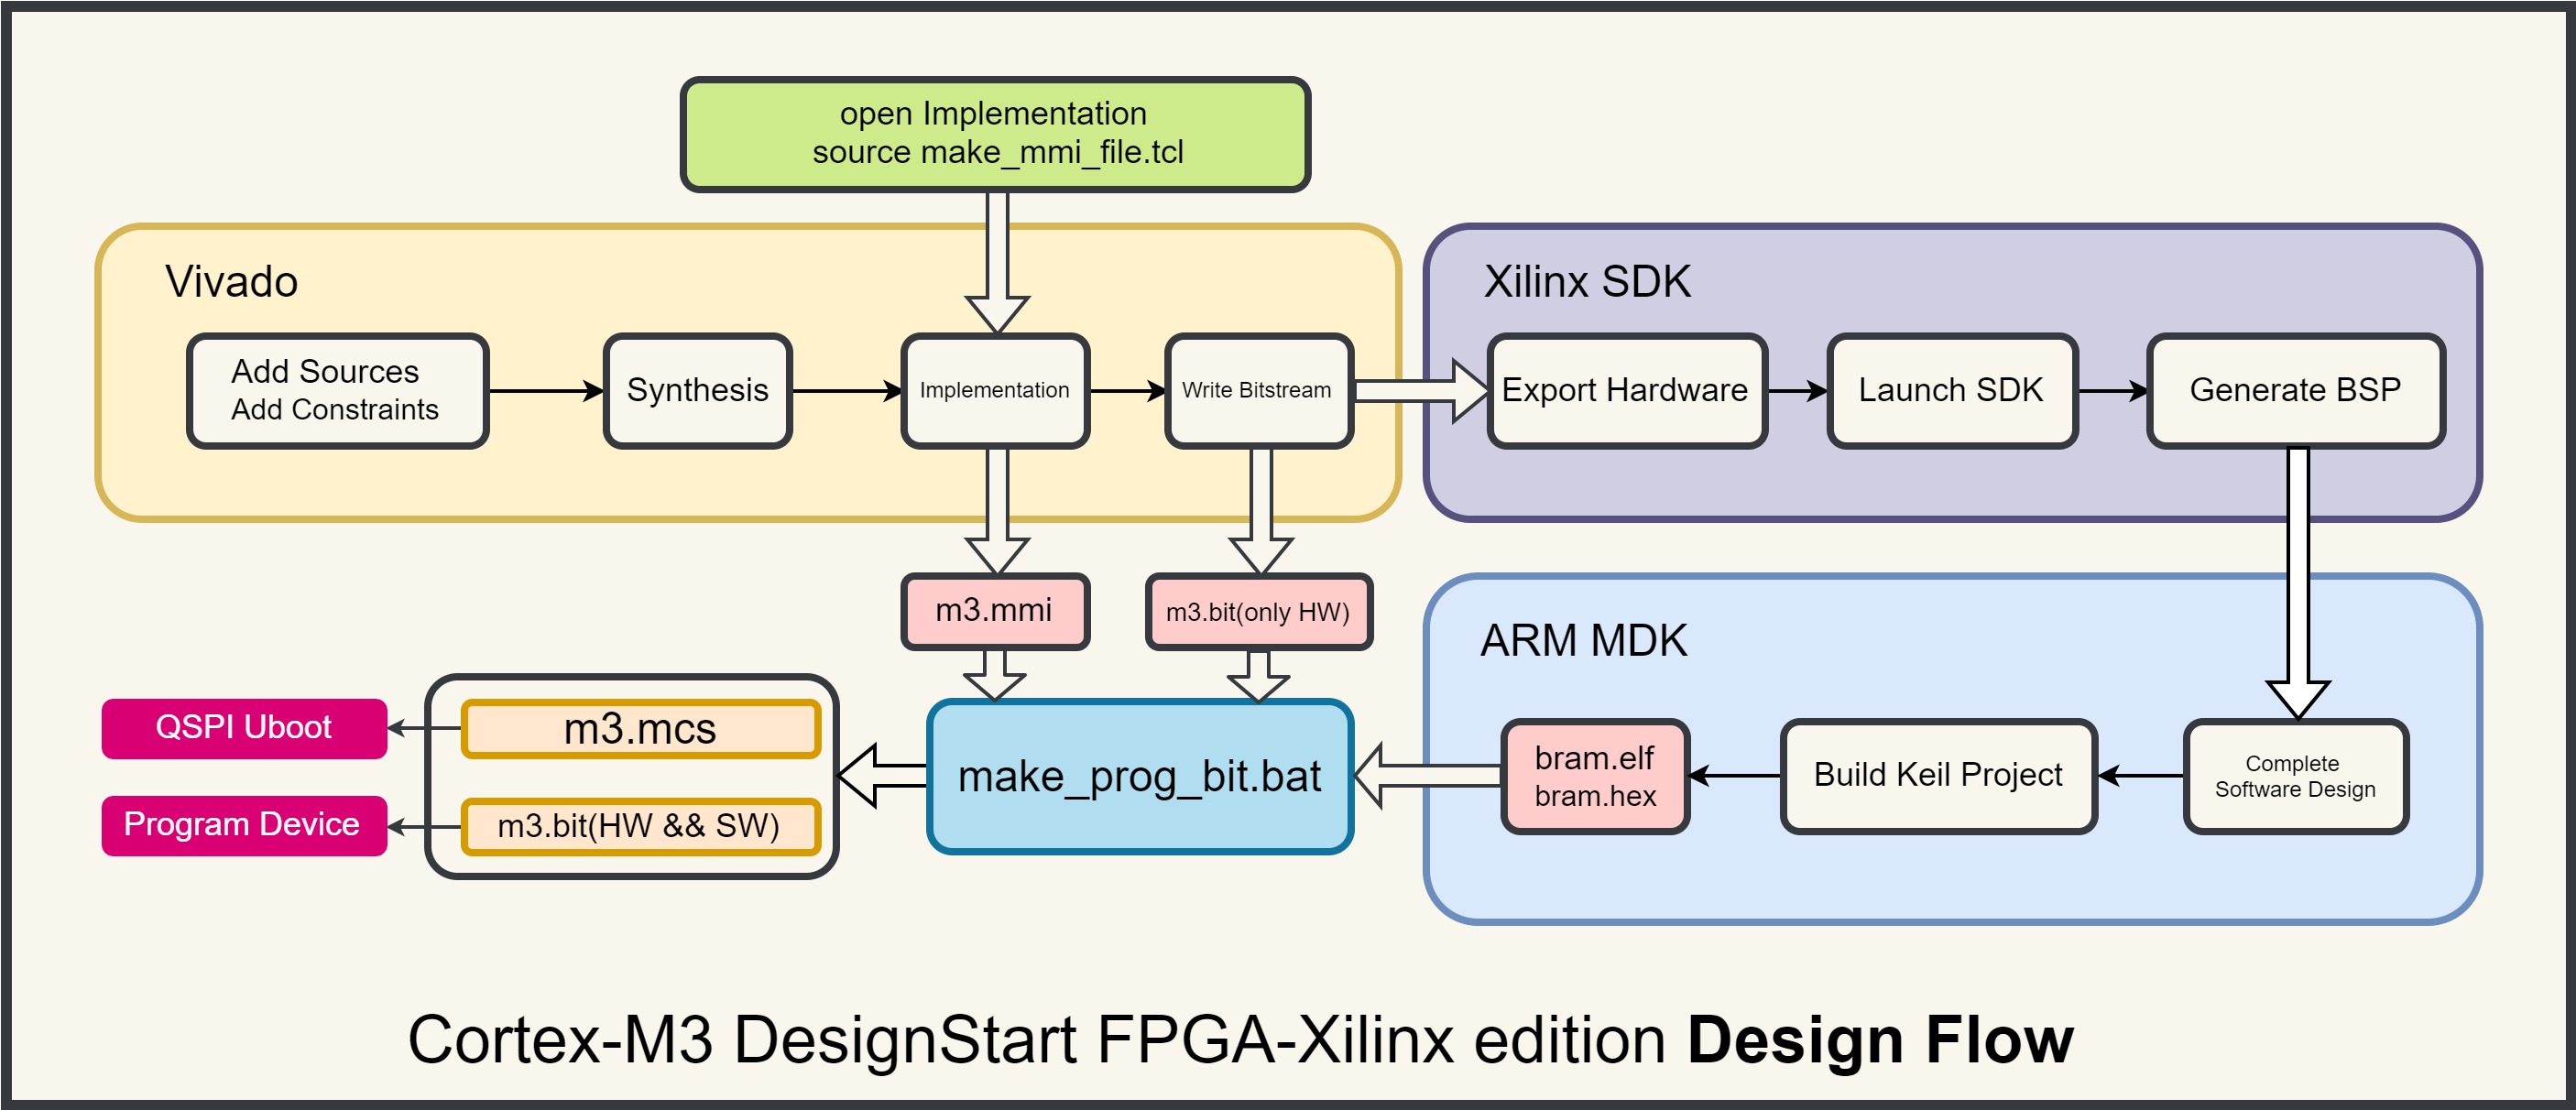 open Implementation
source make_mmi_file.tcl
Vivado
Add Sources
Add Constraints
Synthesis
Implementation
Write Bitstream
Xilinx SDK
Export Hardware
Launch SDK
Generate BSP
m3.mmi
m3.bit(only HW)
ARM MDK
QSPI Uboot
m3.mcs
Program Device
m3.bit(HW && SW)
make_prog_bit.bat
bram.elf
bram.hex
Build Keil Project
Complete
Software Design
Cortex-M3 DesignStart FPGA-Xilinx edition Design Flow